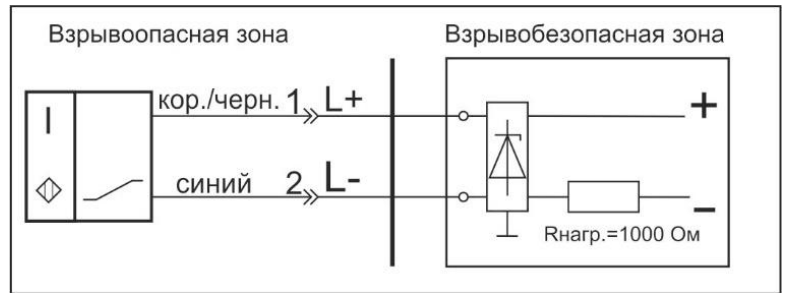 Взрывоопасная зона
Взрывобезопасная зона
кор./черн. 1 L+
+
I
синий 2 L-
–
Rнагр.=1000 Ом